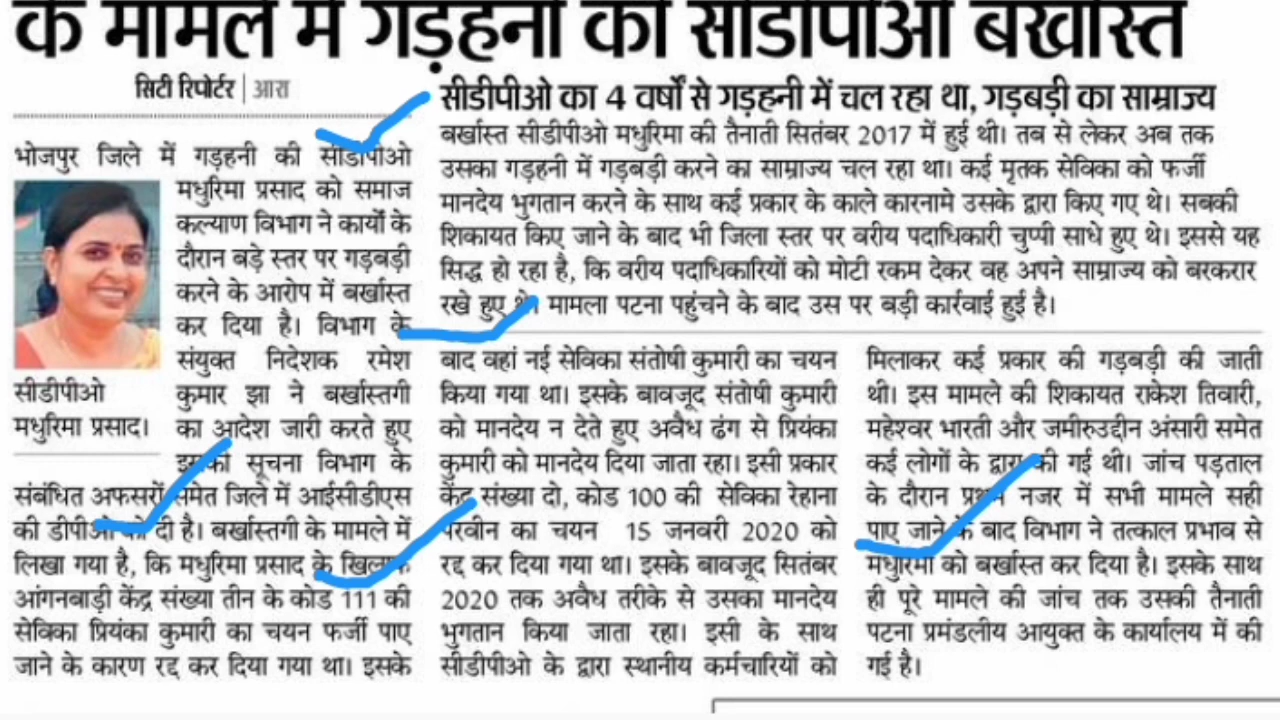 के मामले में गड़हनी की सीडीपीओ बर्खास्त
सिटी रिपोर्टर | आरा
भोजपुर जिले में गड़हनी की सीडीपीओ
मधुरिमा प्रसाद को समाज
कल्याण विभाग ने कार्यों के
दौरान बड़े स्तर पर गड़बड़ी
करने के आरोप में बर्खास्त
कर दिया है। विभाग के
संयुक्त निदेशक रमेश
कुमार झा ने बर्खास्तगी
का आदेश जारी करते हुए
इसकी सूचना विभाग के
सीडीपीओ
मधुरिमा प्रसाद।
संबंधित अफसरों समेत जिले में आईसीडीएस
की डीपीओ को दी है। बर्खास्तगी के मामले में
लिखा गया है, कि मधुरिमा प्रसाद के खिलाफ
आंगनबाड़ी केंद्र संख्या तीन के कोड 111 की
सेविका प्रियंका कुमारी का चयन फर्जी पाए
जाने के कारण रद्द कर दिया गया था। इसके
सीडीपीओ का 4 वर्षों से गड़हनी में चल रहा था, गड़बड़ी का साम्राज्य
बर्खास्त सीडीपीओ मधुरिमा की तैनाती सितंबर 2017 में हुई थी। तब से लेकर अब तक
उसका गड़हनी में गड़बड़ी करने का साम्राज्य चल रहा था। कई मृतक सेविका को फर्जी
मानदेय भुगतान करने के साथ कई प्रकार के काले कारनामे उसके द्वारा किए गए थे। सबकी
शिकायत किए जाने के बाद भी जिला स्तर पर वरीय पदाधिकारी चुप्पी साधे हुए थे। इससे यह
सिद्ध हो रहा है, कि वरीय पदाधिकारियों को मोटी रकम देकर वह अपने साम्राज्य को बरकरार
रखे हुए थे। मामला पटना पहुंचने के बाद उस पर बड़ी कार्रवाई हुई है।
बाद वहां नई सेविका संतोषी कुमारी का चयन
किया गया था। इसके बावजूद संतोषी कुमारी
को मानदेय न देते हुए अवैध ढंग से प्रियंका
कुमारी को मानदेय दिया जाता रहा। इसी प्रकार
केंद्र संख्या दो, कोड 100 की सेविका रेहाना
परवीन का चयन 15 जनवरी 2020 को
रद्द कर दिया गया था। इसके बावजूद सितंबर
2020 तक अवैध तरीके से उसका मानदेय
भुगतान किया जाता रहा। इसी के साथ
सीडीपीओ के द्वारा स्थानीय कर्मचारियों को
मिलाकर कई प्रकार की गड़बड़ी की जाती
थी। इस मामले की शिकायत राकेश तिवारी,
महेश्वर भारती और जमीरुउद्दीन अंसारी समेत
कई लोगों के द्वारा की गई थी। जांच पड़ताल
के दौरान प्रथम नजर में सभी मामले सही
पाए जाने के बाद विभाग ने तत्काल प्रभाव से
मधुरिमा को बर्खास्त कर दिया है। इसके साथ
ही पूरे मामले की जांच तक उसकी तैनाती
पटना प्रमंडलीय आयुक्त के कार्यालय में की
गई है।